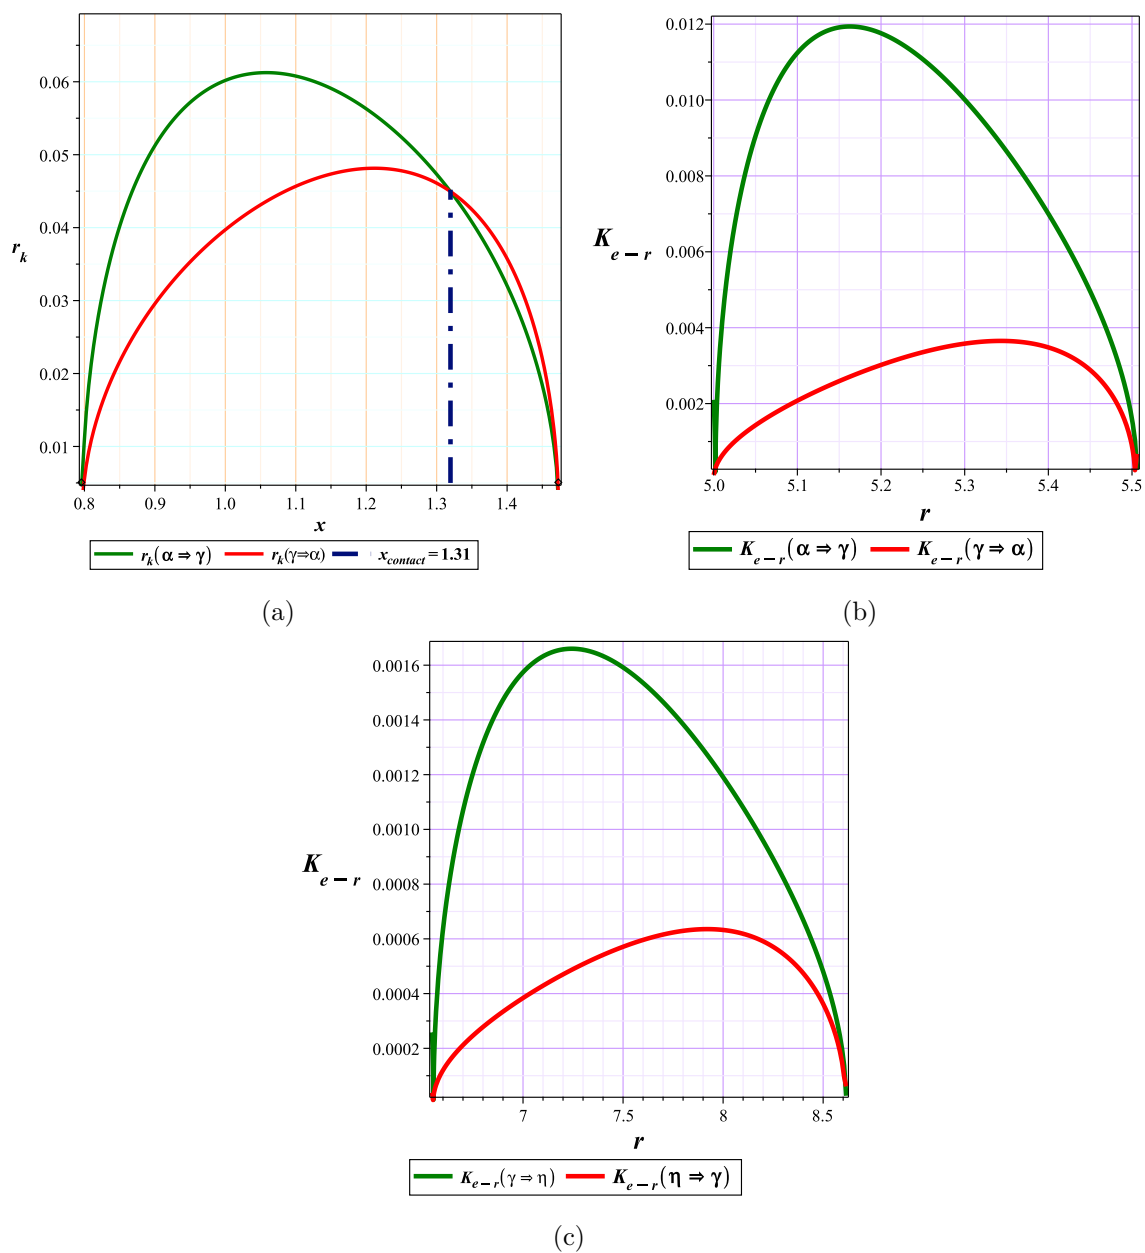 0.06
0.05
0.04
r_k
0.03
0.02
0.01
0.8 0.9 1.0 1.1 1.2 1.3 1.4
x
r_k(α ⇒ γ) r_k(γ⇒α) x_contact = 1.31
(a)
0.012
0.010
0.008
K_e − r
0.006
0.004
0.002
5.0 5.1 5.2 5.3 5.4 5.5
r
K_e − r(α ⇒ γ) K_e − r(γ ⇒ α)
(b)
0.0016
0.0014
0.0012
0.0010
K_e − r
0.0008
0.0006
0.0004
0.0002
7 7.5 8 8.5
r
K_e − r(γ ⇒ η) K_e − r(η ⇒ γ)
(c)